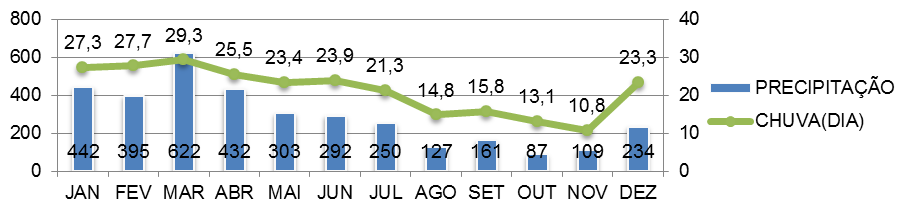 800 40
27,3 27,7 29,3 25,5 23,4 23,9 21,3 14,8 15,8 13,1 10,8 23,3
600 30
400 20
200 10
442 395 622 432 303 292 250 127 161 87 109 234
0 0
JAN FEV MAR ABR MAI JUN JUL AGO SET OUT NOV DEZ
PRECIPITAÇÃO
CHUVA(DIA)